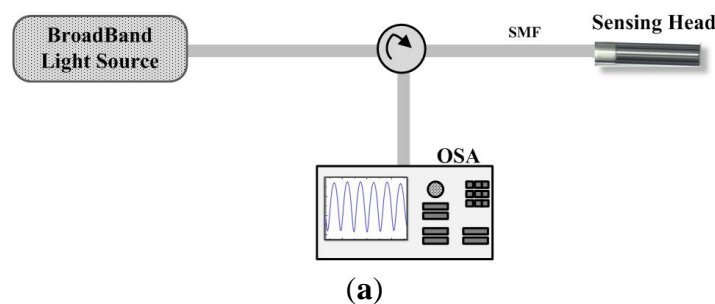 BroadBand
Light Source
SMF
Sensing Head
OSA
(a)